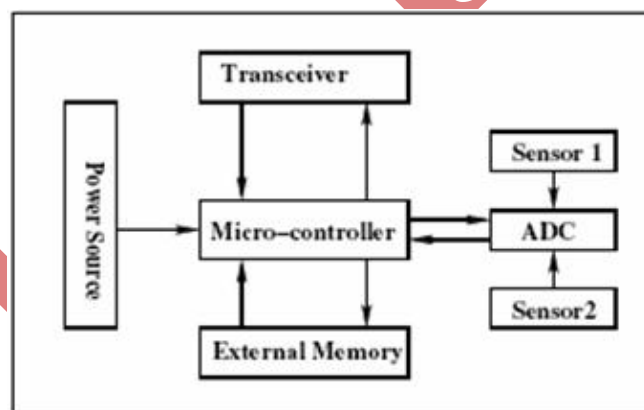 Transceiver
Power Source
Sensor 1
Micro-controller
ADC
External Memory
Sensor2